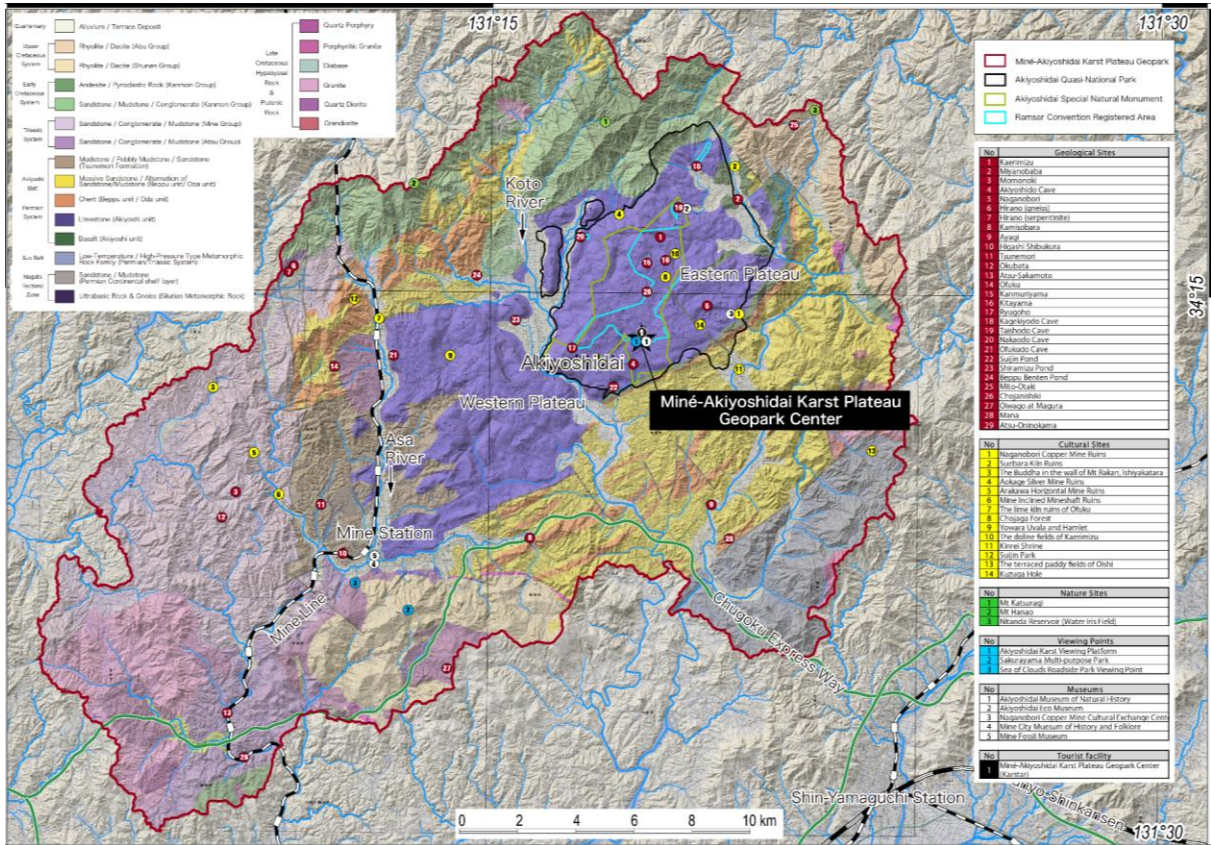 131°15
131°30
34°15
131°30
Quaternary
Alluvium / Terrace Deposit
Upper Cretaceous System
Rhyolite / Dacite (Abu Group)
Rhyolite / Dacite (Shunan Group)
Early Cretaceous System
Andesite / Pyroclastic Rock (Kanmon Group)
Sandstone / Mudstone / Conglomerate (Kanmon Group)
Triassic System
Sandstone / Conglomerate / Mudstone (Mine Group)
Sandstone / Conglomerate / Mudstone (Atsu Group)
Akiyoshi Belt
Permian System
Mudstone / Pebbly Mudstone / Sandstone
(Tsunemori Formation)
Massive Sandstone / Alternation of
Sandstone/Mudstone (Beppu unit/ Oda unit)
Chert (Beppu unit / Oda unit)
Limestone (Akiyoshi unit)
Basalt (Akiyoshi unit)
Suo Belt
Low-Temperature / High-Pressure Type Metamorphic
Rock Family (Permian/Triassic System)
Nagato Tectonic Zone
Sandstone / Mudstone
(Permian Continental shelf layer)
Ultrabasic Rock & Gneiss (Silurian Metamorphic Rock)
Late
Cretaceous
Hypabyssal
Rock
&
Plutonic
Rock
Quartz Porphyry
Porphyritic Granite
Diabase
Granite
Quartz Diorite
Grandiorite
Miné-Akiyoshidai Karst Plateau Geopark
Akiyoshidai Quasi-National Park
Akiyoshidai Special Natural Monument
Ramsar Convention Registered Area
No Geological Sites
1 Kaerimizu
2 Miyanobaba
3 Momonoki
4 Akiyoshido Cave
5 Naganobori
6 Hirano (gneiss)
7 Hirano (serpentinite)
8 Kamisobara
9 Ayagi
10 Higashi Shibukura
11 Tsunemori
12 Okubata
13 Atsu-Sakamoto
14 Ofuku
15 Kanmuriyama
16 Kitayama
17 Ryugoho
18 Kagekiyodo Cave
19 Taishodo Cave
20 Nakaodo Cave
21 Ofukudo Cave
22 Suijin Pond
23 Shiramizu Pond
24 Beppu Benten Pond
25 Mito-Otaki
26 Chojanishiki
27 Oiwago at Magura
28 Mana
29 Atsu-Oninokama
No Cultural Sites
1 Naganobori Copper Mine Ruins
2 Suehara Kiln Ruins
3 The Buddha in the wall of Mt Rakan, Ishiyakatara
4 Aokage Silver Mine Ruins
5 Arakawa Horizontal Mine Ruins
6 Mine Inclined Mineshaft Ruins
7 The lime kiln ruins of Ofuku
8 Chojaga Forest
9 Yowara Uvala and Hamlet
10 The doline fields of Kaerimizu
11 Kinrei Shrine
12 Suijin Park
13 The terraced paddy fields of Oishi
14 Kuzuga Hole
No Nature Sites
1 Mt Katsuragi
2 Mt Hanao
3 Nitanda Reservoir (Water Iris Field)
No Viewing Points
1 Akiyoshidai Karst Viewing Platform
2 Sakurayama Multi-purpose Park
3 Sea of Clouds Roadside Park Viewing Point
No Museums
1 Akiyoshidai Museum of Natural History
2 Akiyoshidai Eco Museum
3 Naganobori Copper Mine Cultural Exchange Cente
4 Mine City Muesum of History and Folklore
5 Mine Fossil Museum
No Tourist facility
1 Miné-Akiyoshidai Karst Plateau Geopark Center
(Karstar)
Koto
River
Eastern Plateau
Akiyoshidai
Western Plateau
Miné-Akiyoshidai Karst Plateau
Geopark Center
Asa
River
Mine Station
Mine Line
Chugoku Express Way
Shin-Yamaguchi Station
Sanyo-Shinkansen
0 2 4 6 8 10 km